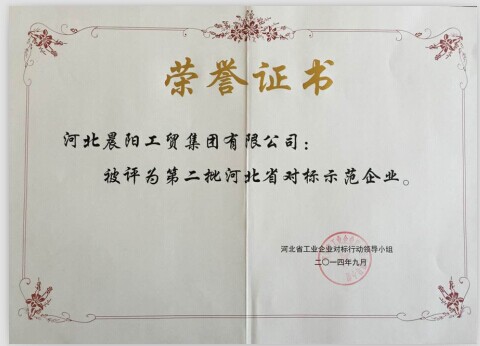 荣誉证书
河北晨阳工贸集团有限公司：
被评为第二批河北省对标示范企业。
河北省工业企业对标行动领导小组
二〇一四年九月